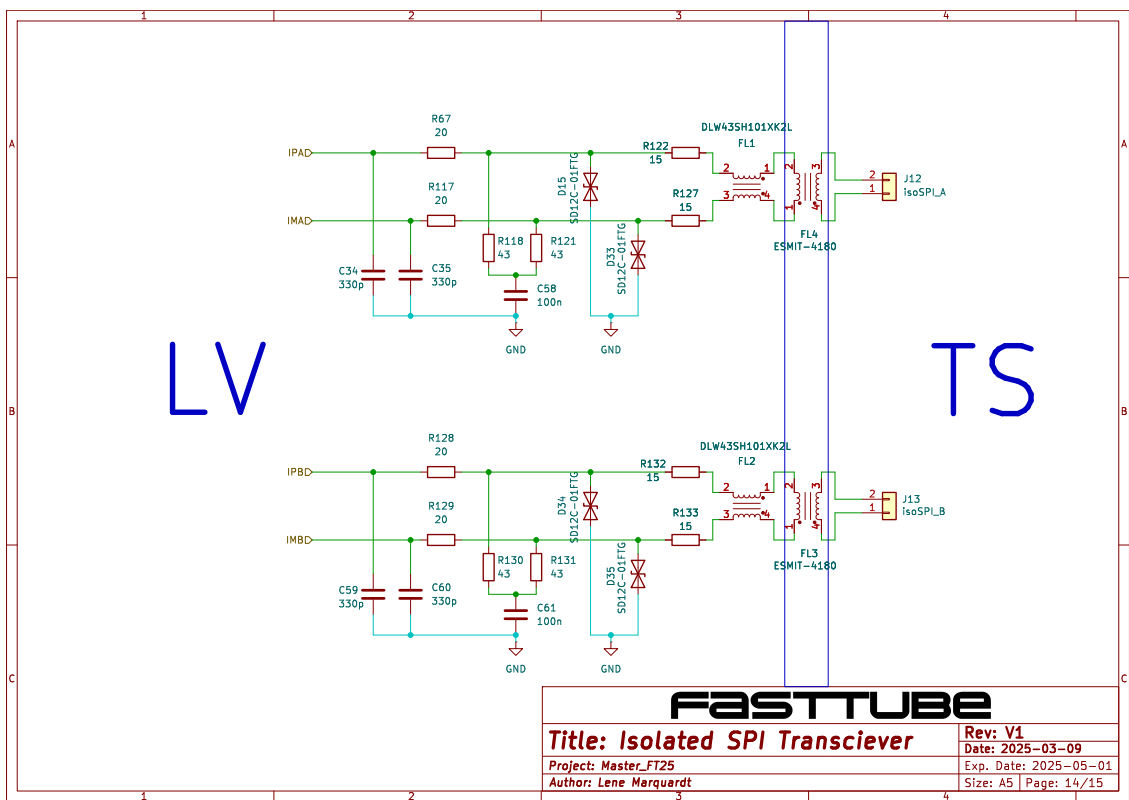 1 2 3 4
A A
B B
C C
R67
20
IPA
R117
20
IMA
C34
330p
C35
330p
R118
43
R121
43
C58
100n
GND
D15
SD12C-01FTG
D33
SD12C-01FTG
GND
R122
15
R127
15
DLW43SH101XK2L
FL1
2 1
3 4
2 3
1 4
FL4
ESMIT-4180
2
1
J12
isoSPI_A
LV
TS
R128
20
IPB
R129
20
IMB
C59
330p
C60
330p
R130
43
R131
43
C61
100n
GND
D34
SD12C-01FTG
D35
SD12C-01FTG
GND
R132
15
R133
15
DLW43SH101XK2L
FL2
2 1
3 4
2 3
1 4
FL3
ESMIT-4180
2
1
J13
isoSPI_B
FASTTUBE
Title: Isolated SPI Transciever
Rev: V1
Date: 2025-03-09
Project: Master_FT25
Exp. Date: 2025-05-01
Author: Lene Marquardt
Size: A5 Page: 14/15
1 2 3 4